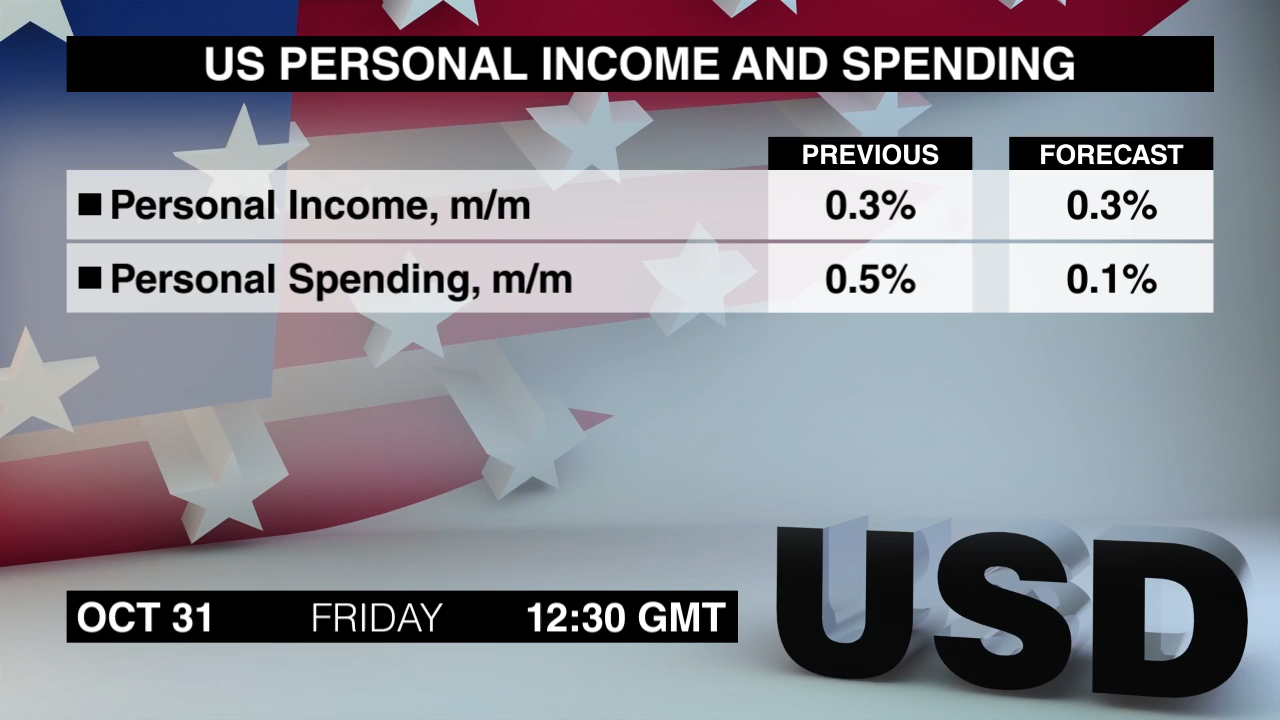 US PERSONAL INCOME AND SPENDING
PREVIOUS FORECAST
Personal Income, m/m 0.3% 0.3%
Personal Spending, m/m 0.5% 0.1%
OCT 31 FRIDAY 12:30 GMT
USD